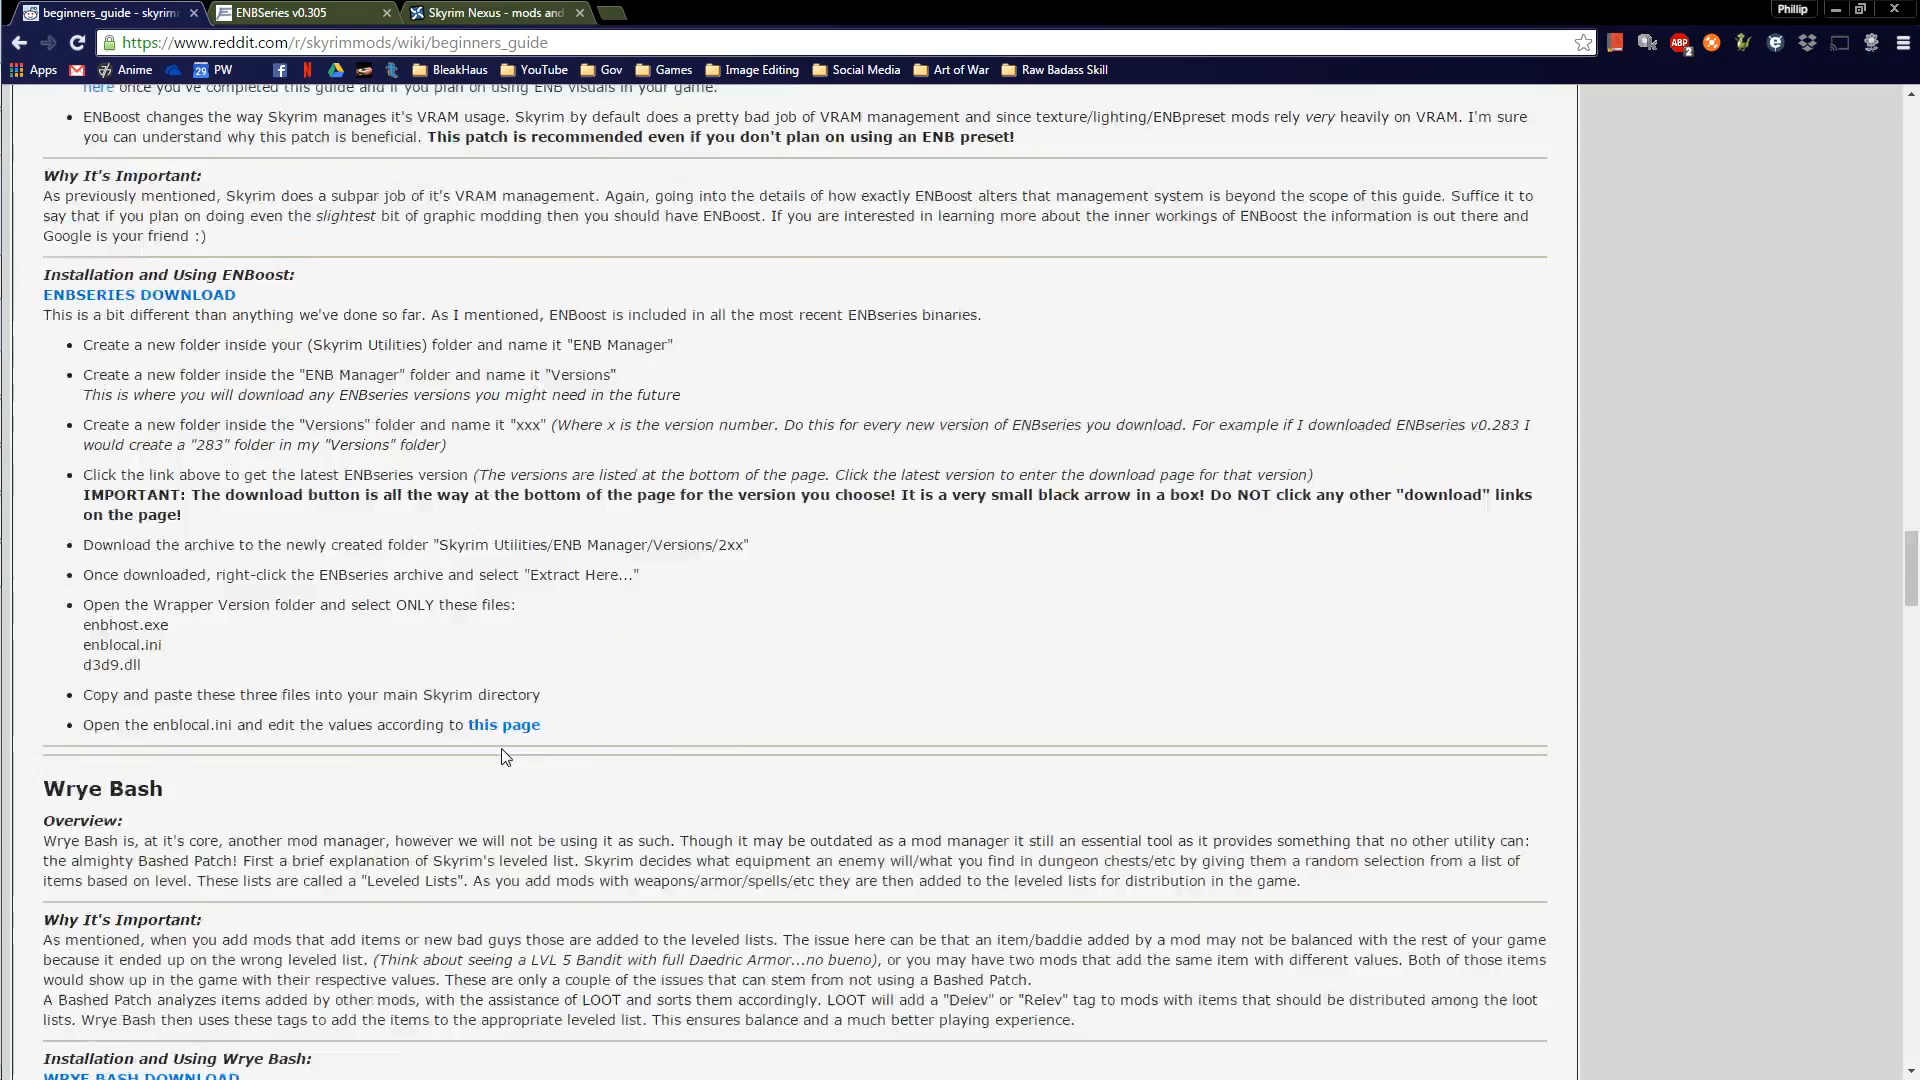 beginners_guide - skyrimm
ENBSeries v0.305
Skyrim Nexus - mods and
Phillip
https://www.reddit.com/r/skyrimmods/wiki/beginners_guide
ABP
2
Apps
Anime
29 PW
BleakHaus
YouTube
Gov
Games
Image Editing
Social Media
Art of War
Raw Badass Skill
here once you've completed this guide and if you plan on using ENB visuals in your game.
• ENBoost changes the way Skyrim manages it's VRAM usage. Skyrim by default does a pretty bad job of VRAM management and since texture/lighting/ENBpreset mods rely very heavily on VRAM. I'm sure
you can understand why this patch is beneficial. This patch is recommended even if you don't plan on using an ENB preset!
Why It's Important:
As previously mentioned, Skyrim does a subpar job of it's VRAM management. Again, going into the details of how exactly ENBoost alters that management system is beyond the scope of this guide. Suffice it to
say that if you plan on doing even the slightest bit of graphic modding then you should have ENBoost. If you are interested in learning more about the inner workings of ENBoost the information is out there and
Google is your friend :)
Installation and Using ENBoost:
ENBSERIES DOWNLOAD
This is a bit different than anything we've done so far. As I mentioned, ENBoost is included in all the most recent ENBseries binaries.
• Create a new folder inside your (Skyrim Utilities) folder and name it "ENB Manager"
• Create a new folder inside the "ENB Manager" folder and name it "Versions"
This is where you will download any ENBseries versions you might need in the future
• Create a new folder inside the "Versions" folder and name it "xxx" (Where x is the version number. Do this for every new version of ENBseries you download. For example if I downloaded ENBseries v0.283 I
would create a "283" folder in my "Versions" folder)
• Click the link above to get the latest ENBseries version (The versions are listed at the bottom of the page. Click the latest version to enter the download page for that version)
IMPORTANT: The download button is all the way at the bottom of the page for the version you choose! It is a very small black arrow in a box! Do NOT click any other "download" links
on the page!
• Download the archive to the newly created folder "Skyrim Utilities/ENB Manager/Versions/2xx"
• Once downloaded, right-click the ENBseries archive and select "Extract Here..."
• Open the Wrapper Version folder and select ONLY these files:
enbhost.exe
enblocal.ini
d3d9.dll
• Copy and paste these three files into your main Skyrim directory
• Open the enblocal.ini and edit the values according to this page
Wrye Bash
Overview:
Wrye Bash is, at it's core, another mod manager, however we will not be using it as such. Though it may be outdated as a mod manager it still an essential tool as it provides something that no other utility can:
the almighty Bashed Patch! First a brief explanation of Skyrim's leveled list. Skyrim decides what equipment an enemy will/what you find in dungeon chests/etc by giving them a random selection from a list of
items based on level. These lists are called a "Leveled Lists". As you add mods with weapons/armor/spells/etc they are then added to the leveled lists for distribution in the game.
Why It's Important:
As mentioned, when you add mods that add items or new bad guys those are added to the leveled lists. The issue here can be that an item/baddie added by a mod may not be balanced with the rest of your game
because it ended up on the wrong leveled list. (Think about seeing a LVL 5 Bandit with full Daedric Armor...no bueno), or you may have two mods that add the same item with different values. Both of those items
would show up in the game with their respective values. These are only a couple of the issues that can stem from not using a Bashed Patch.
A Bashed Patch analyzes items added by other mods, with the assistance of LOOT and sorts them accordingly. LOOT will add a "Delev" or "Relev" tag to mods with items that should be distributed among the loot
lists. Wrye Bash then uses these tags to add the items to the appropriate leveled list. This ensures balance and a much better playing experience.
Installation and Using Wrye Bash:
WRYE BASH DOWNLOAD